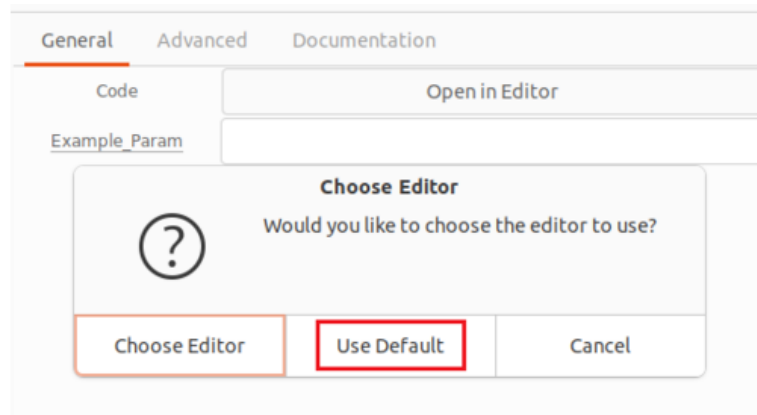 General Advanced Documentation
Code Open in Editor
Example_Param
Choose Editor
Would you like to choose the editor to use?
?
Choose Editor Use Default Cancel